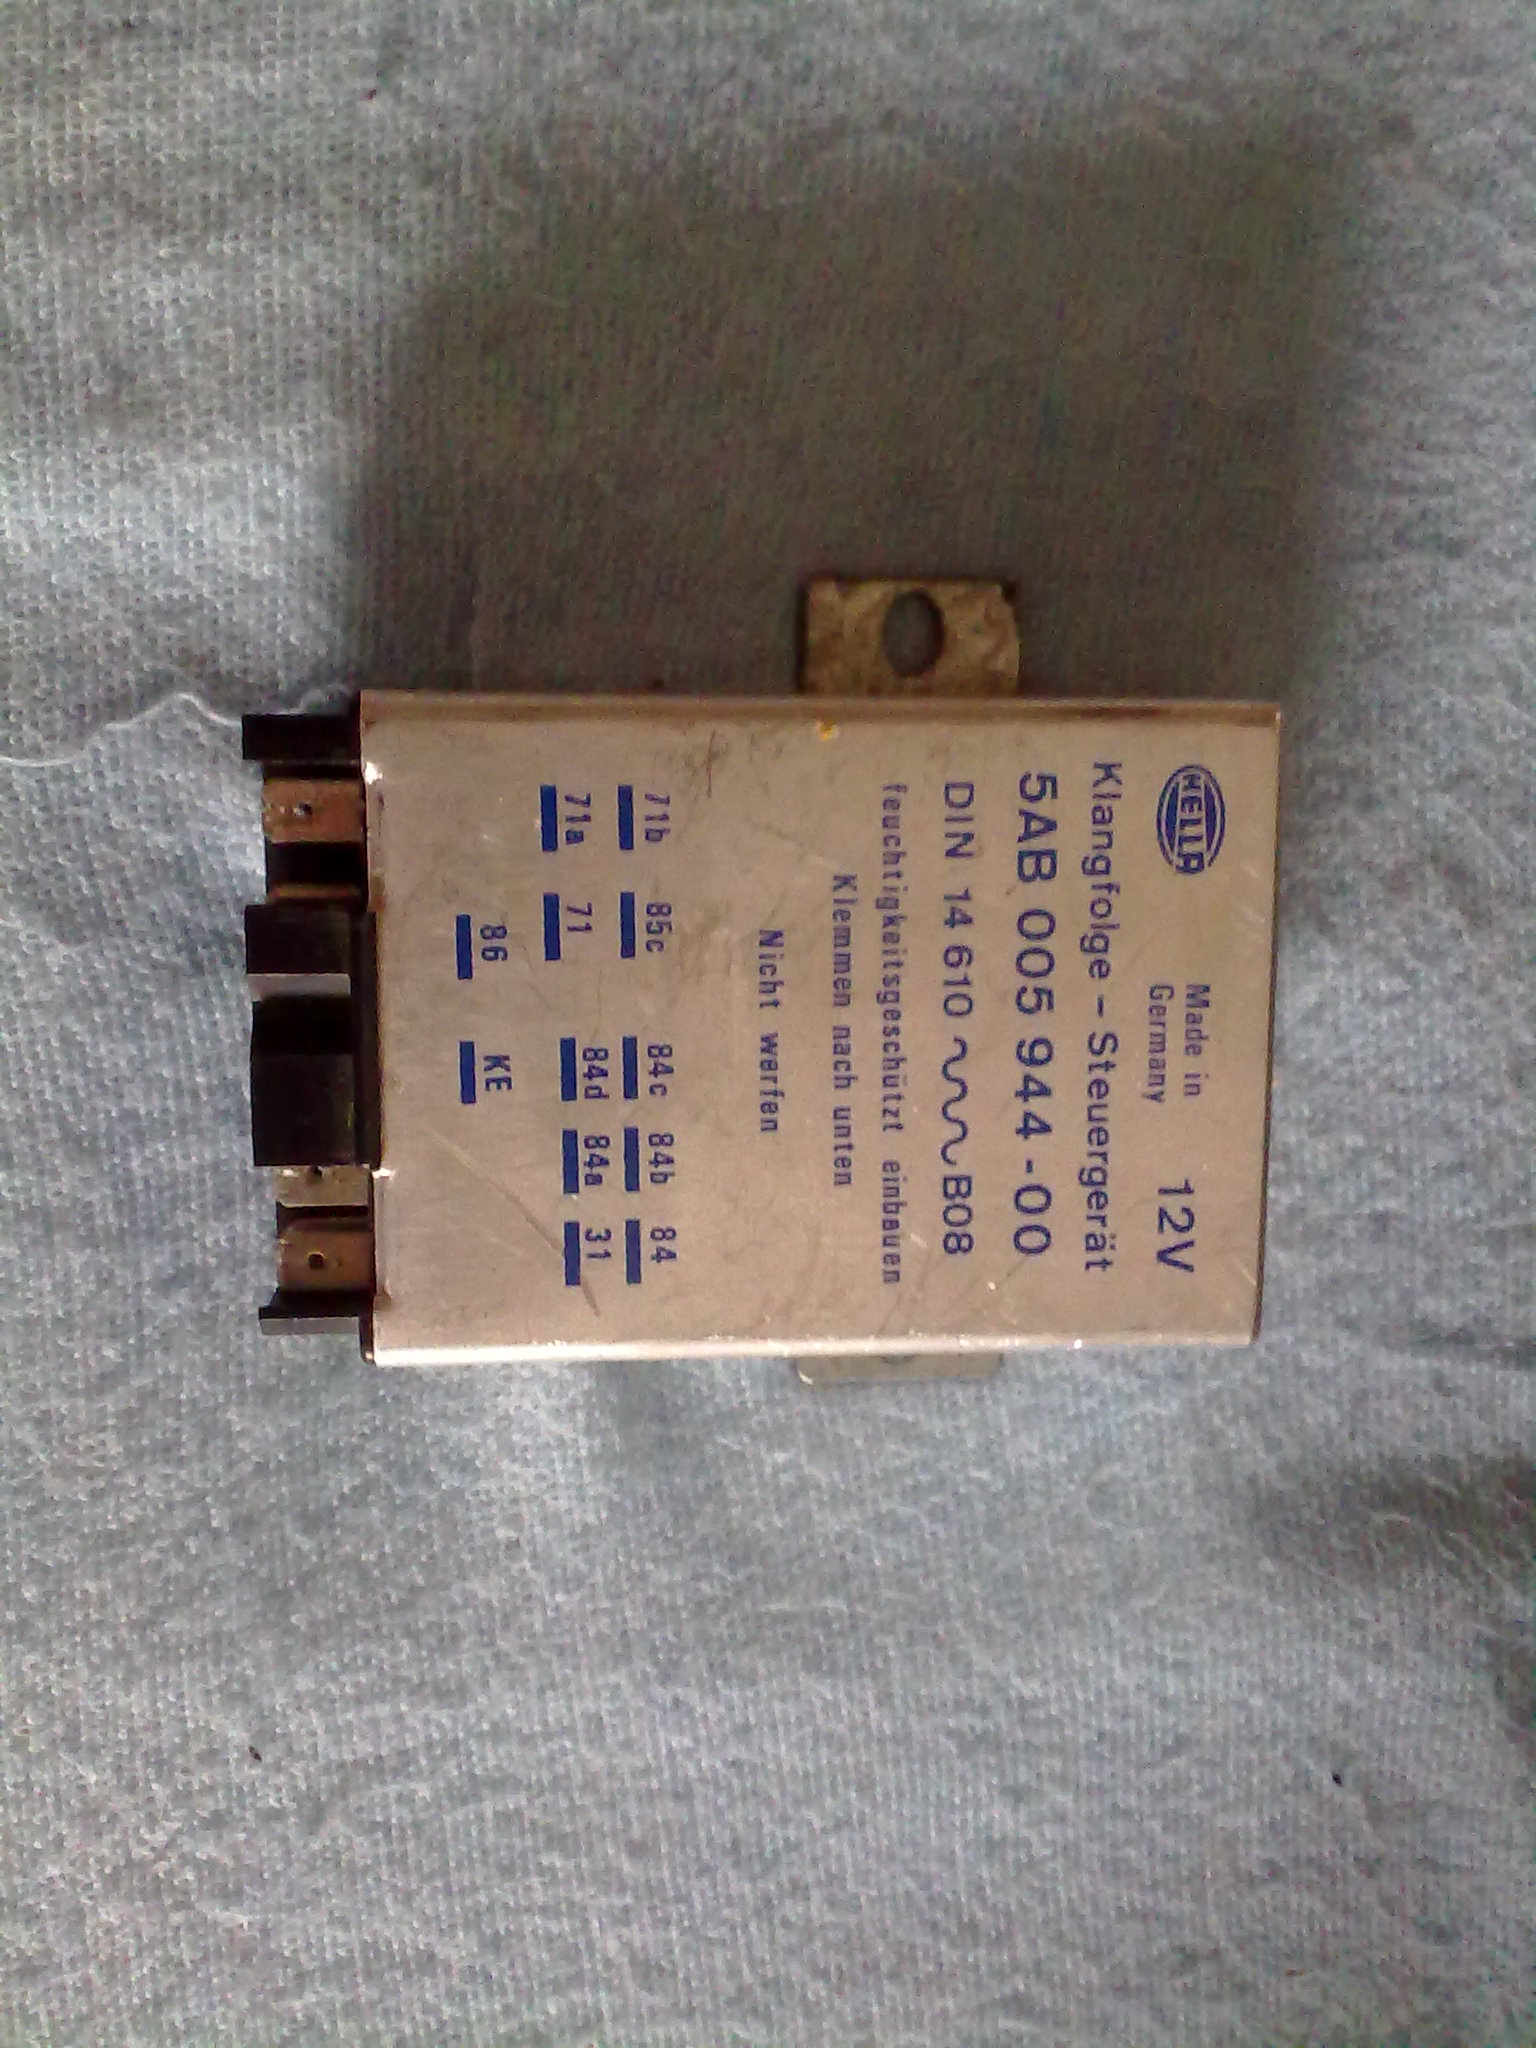 HELLA
Made in
Germany
12V
Klangfolge - Steuergerät
5AB 005 944 - 00
DIN 14 610 B08
feuchtigkeitsgeschützt einbauen
Klemmen nach unten
Nicht werfen
71b 85c 84c 84b 84
71a 71 84d 84a 31
86 KE